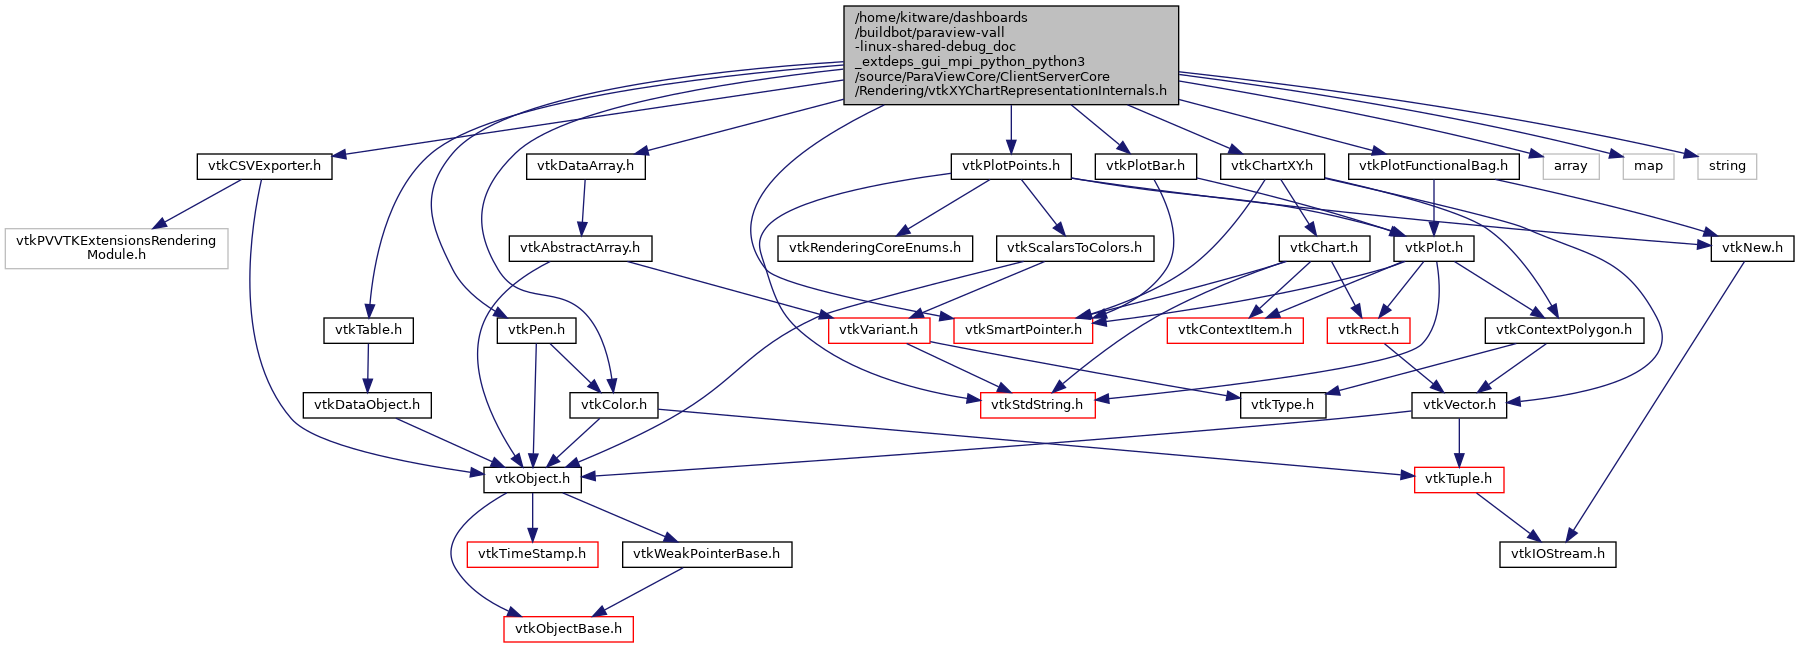 /home/kitware/dashboards
/buildbot/paraview-vall
-linux-shared-debug_doc
_extdeps_gui_mpi_python_python3
/source/ParaViewCore/ClientServerCore
/Rendering/vtkXYChartRepresentationInternals.h
vtkCSVExporter.h
vtkDataArray.h
vtkPlotPoints.h
vtkPlotBar.h
vtkChartXY.h
vtkPlotFunctionalBag.h
array
map
string
vtkPVVTKExtensionsRendering
Module.h
vtkAbstractArray.h
vtkRenderingCoreEnums.h
vtkScalarsToColors.h
vtkChart.h
vtkPlot.h
vtkNew.h
vtkTable.h
vtkPen.h
vtkVariant.h
vtkSmartPointer.h
vtkContextItem.h
vtkRect.h
vtkContextPolygon.h
vtkDataObject.h
vtkColor.h
vtkStdString.h
vtkType.h
vtkVector.h
vtkObject.h
vtkTuple.h
vtkTimeStamp.h
vtkWeakPointerBase.h
vtkIOStream.h
vtkObjectBase.h